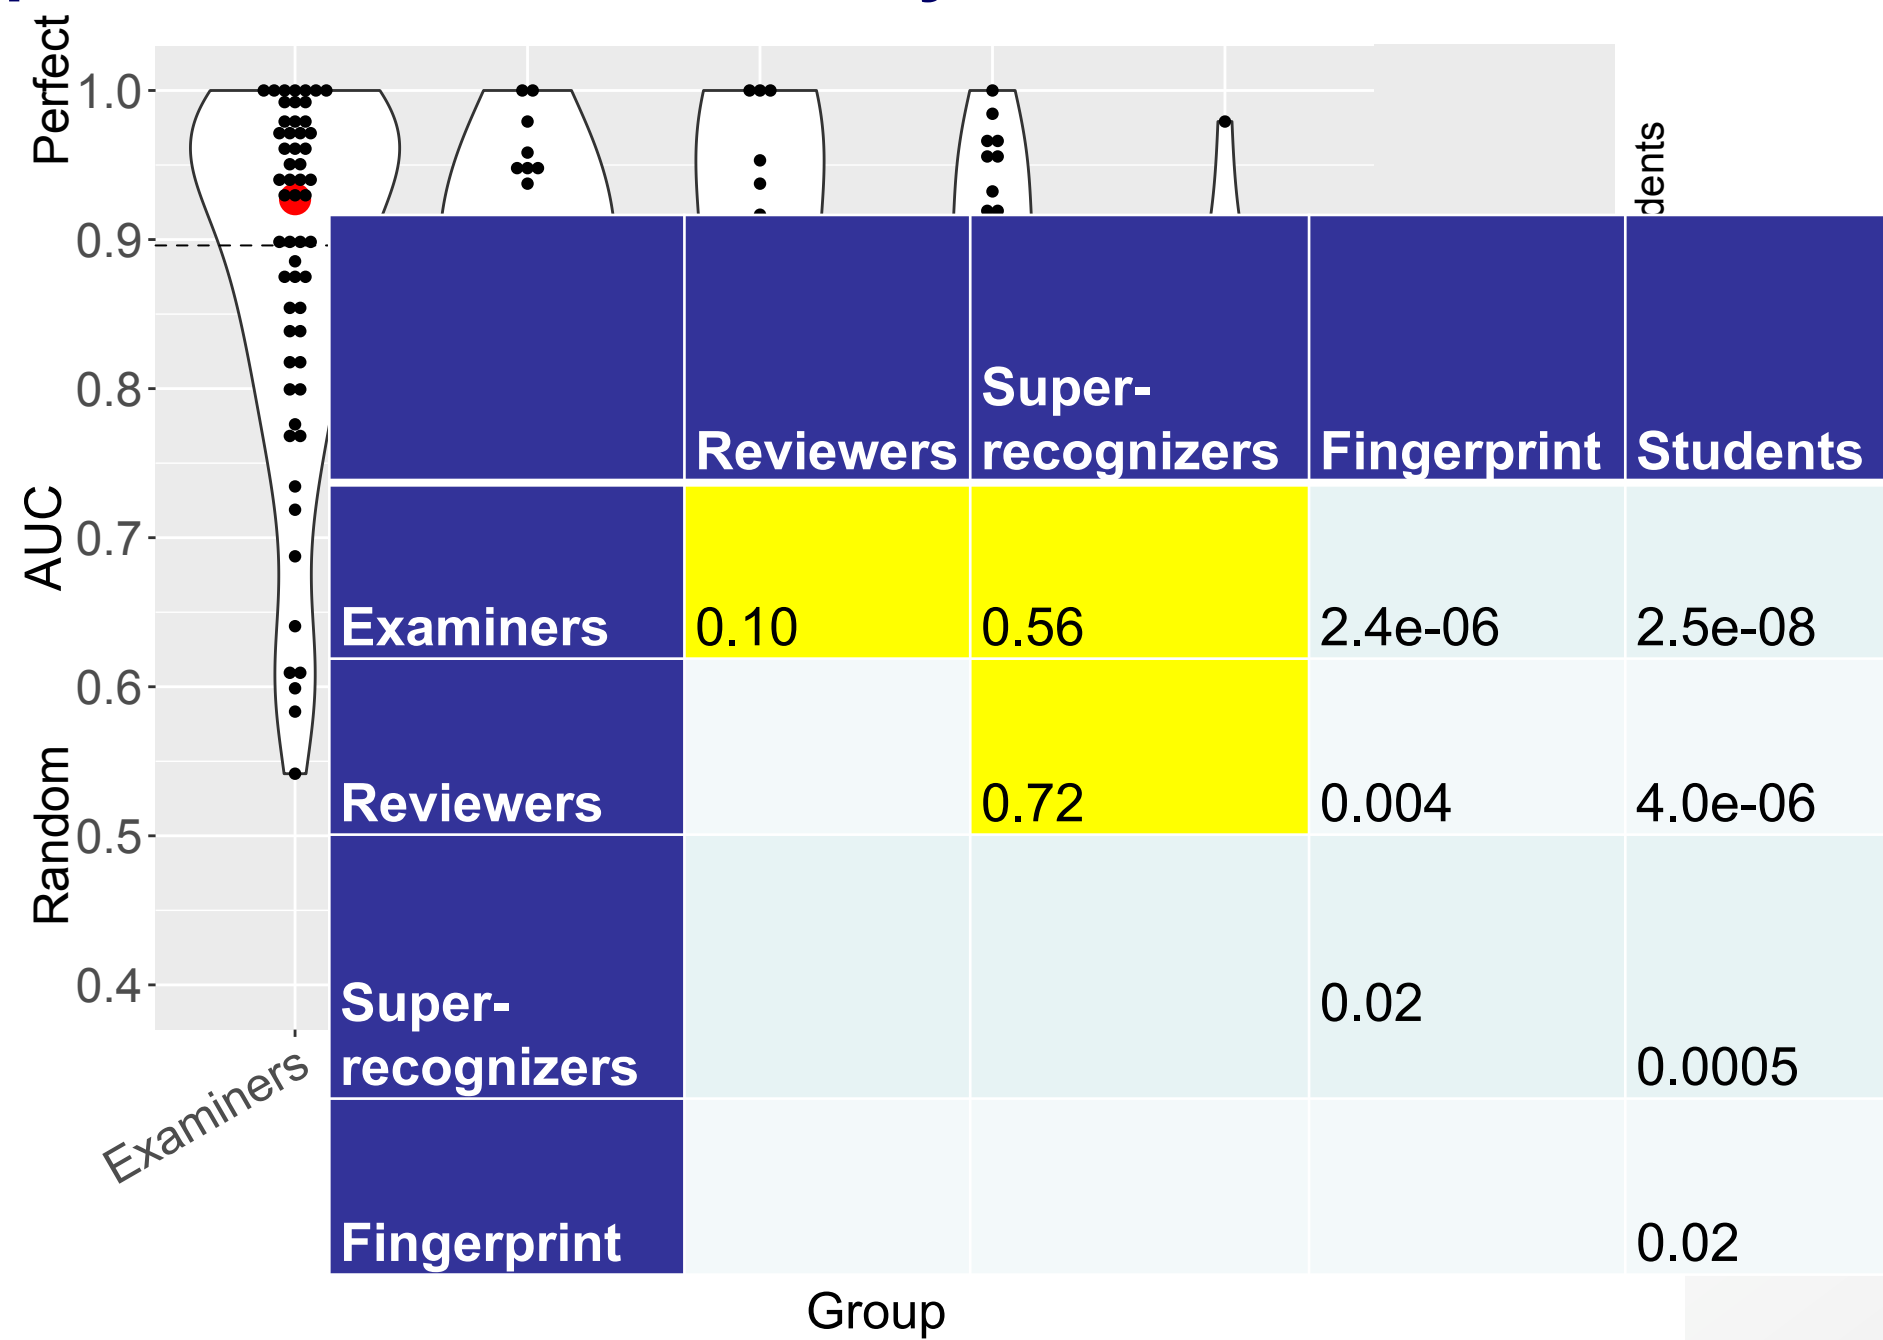 Perfect
1.0
0.9
0.8
0.7
0.6
0.5
0.4
AUC
Random
dents
Reviewers Super-recognizers Fingerprint Students
Examiners 0.10 0.56 2.4e-06 2.5e-08
Reviewers 0.72 0.004 4.0e-06
Super-recognizers 0.02 0.0005
Fingerprint 0.02
Examiners
Group